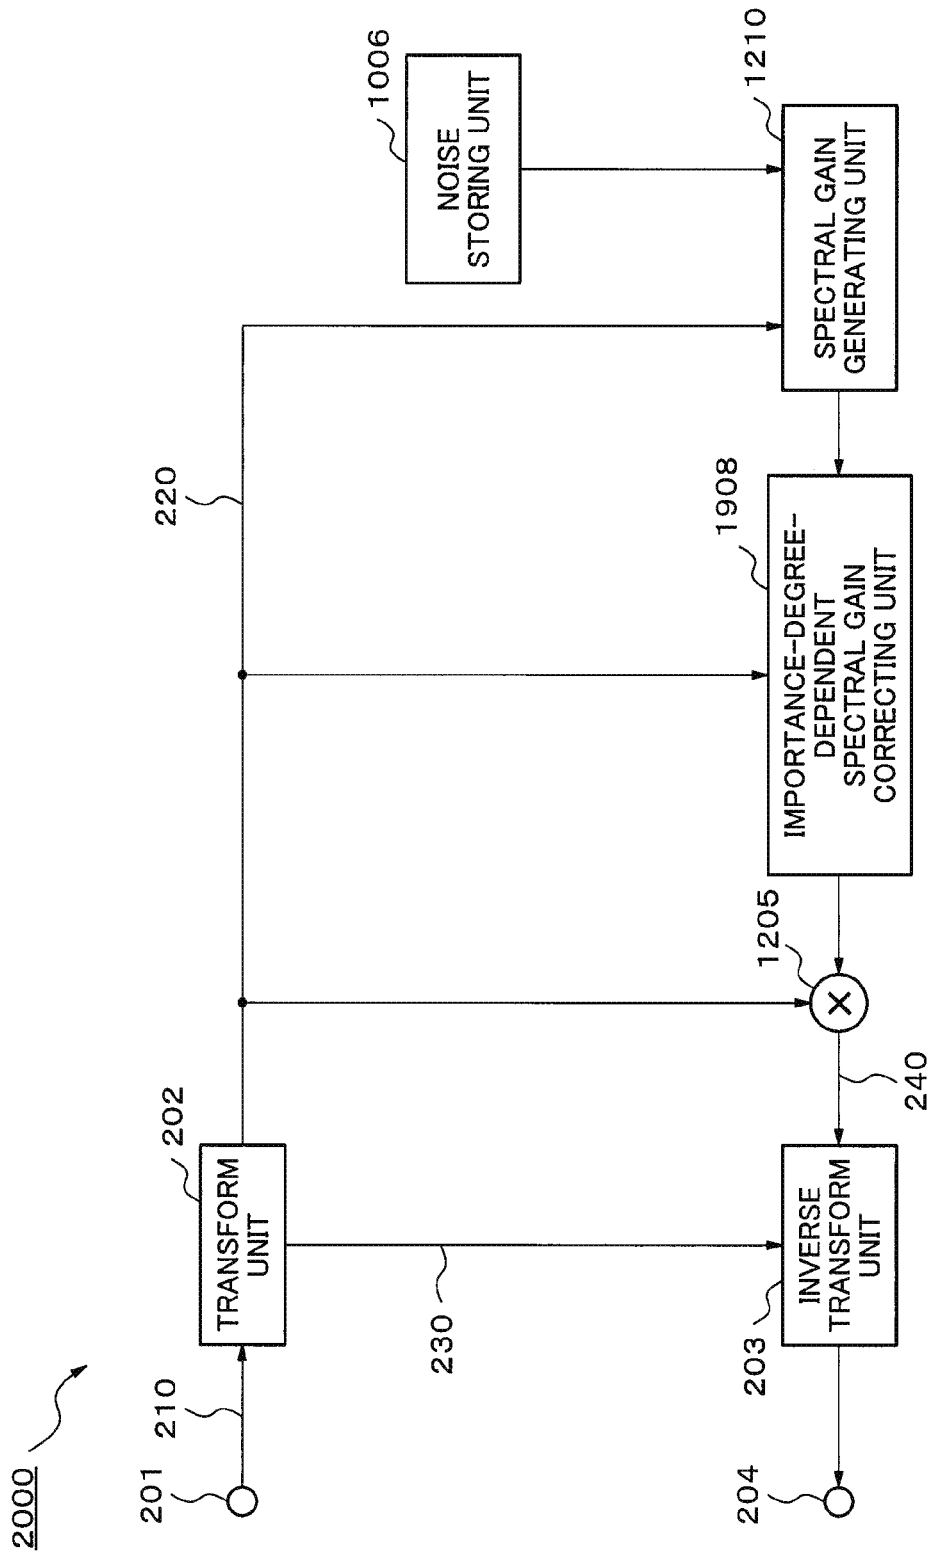 2000
201
210
TRANSFORM
UNIT
202
220
230
NOISE
STORING UNIT
1006
204
INVERSE
TRANSFORM
UNIT
203
240
1205
×
IMPORTANCE-DEGREE-
DEPENDENT
SPECTRAL GAIN
CORRECTING UNIT
1908
SPECTRAL GAIN
GENERATING UNIT
1210